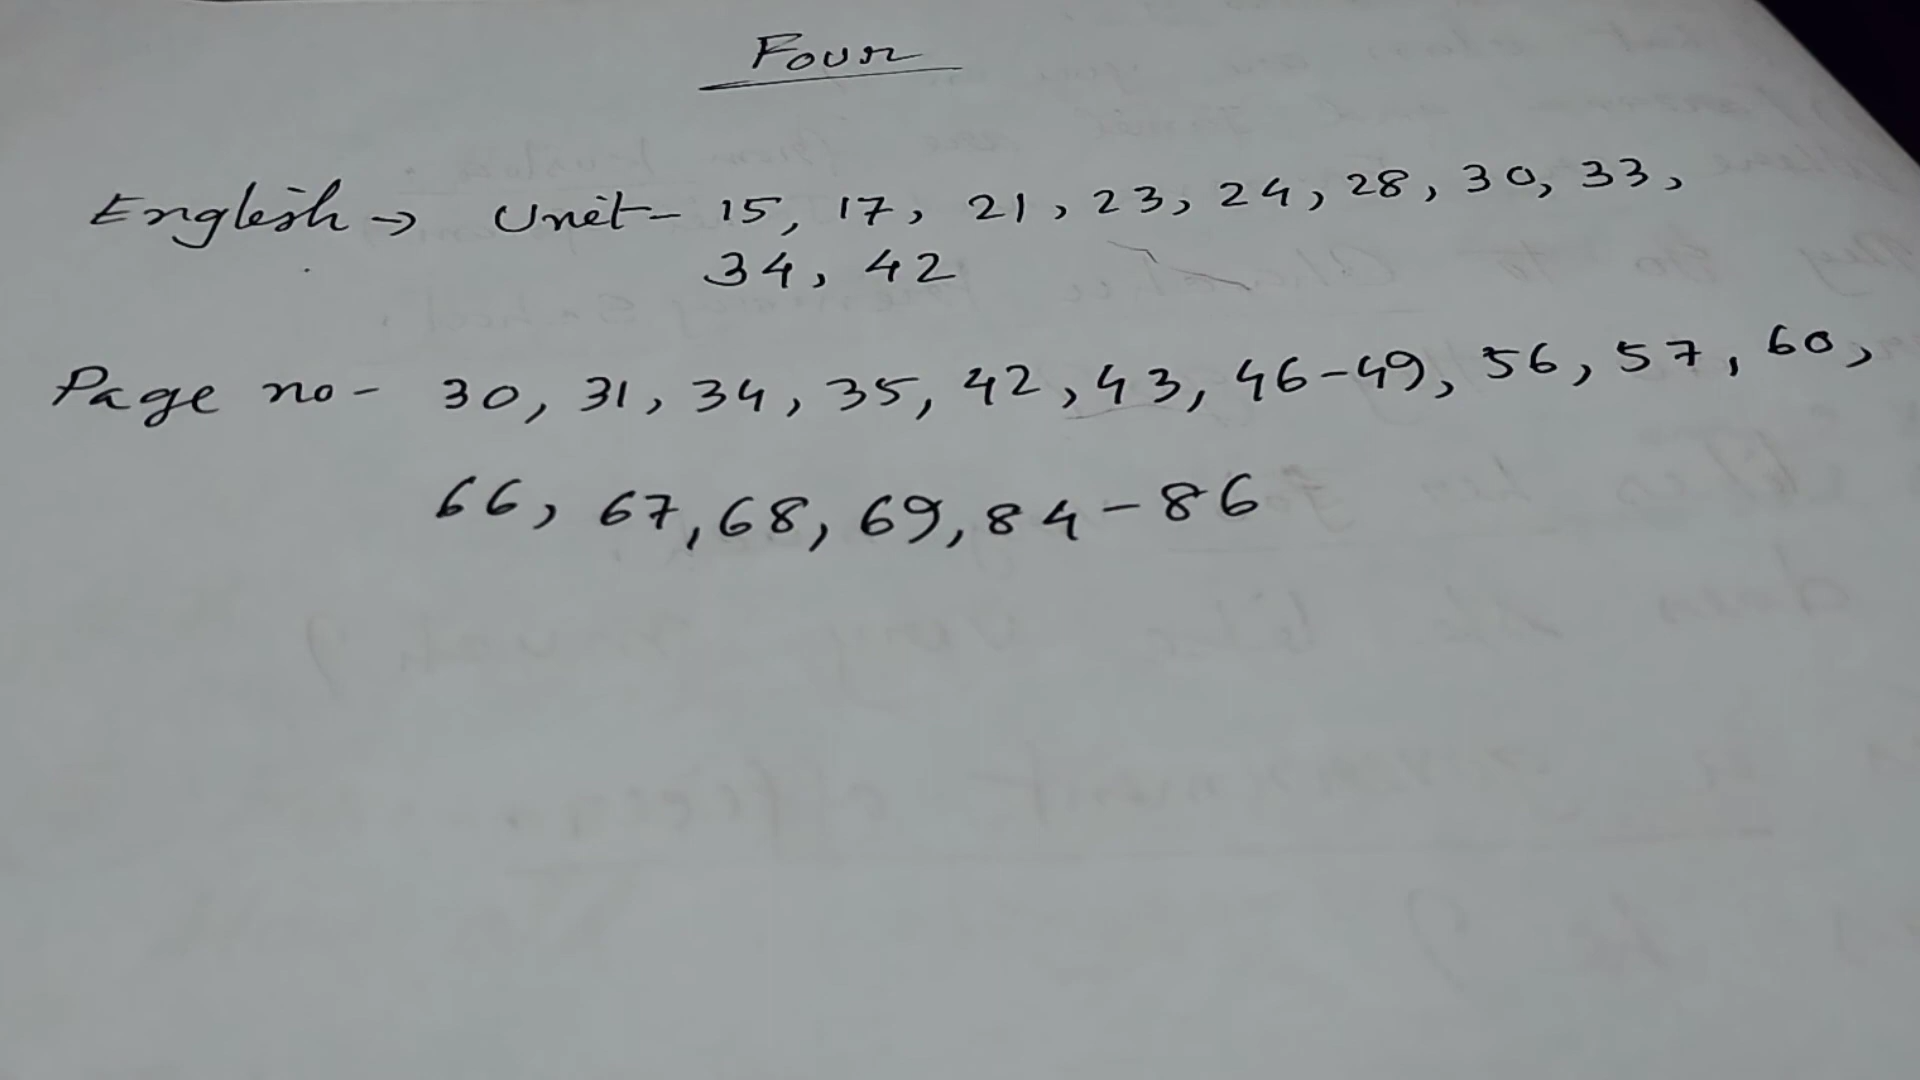 Four
English → Unit- 15, 17, 21, 23, 24, 28, 30, 33,
34, 42
Page no- 30, 31, 34, 35, 42, 43, 46-49, 56, 57, 60,
66, 67, 68, 69, 84-86